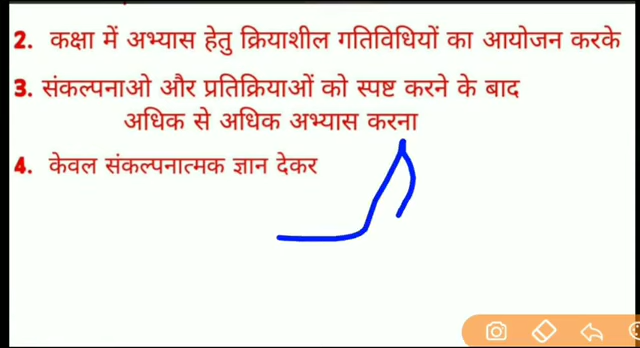 2. कक्षा में अभ्यास हेतु क्रियाशील गतिविधियों का आयोजन करके
3. संकल्पनाओ और प्रतिक्रियाओं को स्पष्ट करने के बाद
अधिक से अधिक अभ्यास करना
4. केवल संकल्पनात्मक ज्ञान देकर